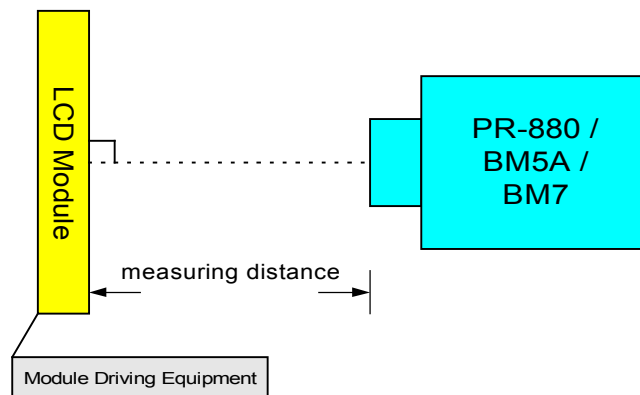 LCD Module
PR-880 /
BM5A /
BM7
measuring distance
Module Driving Equipment